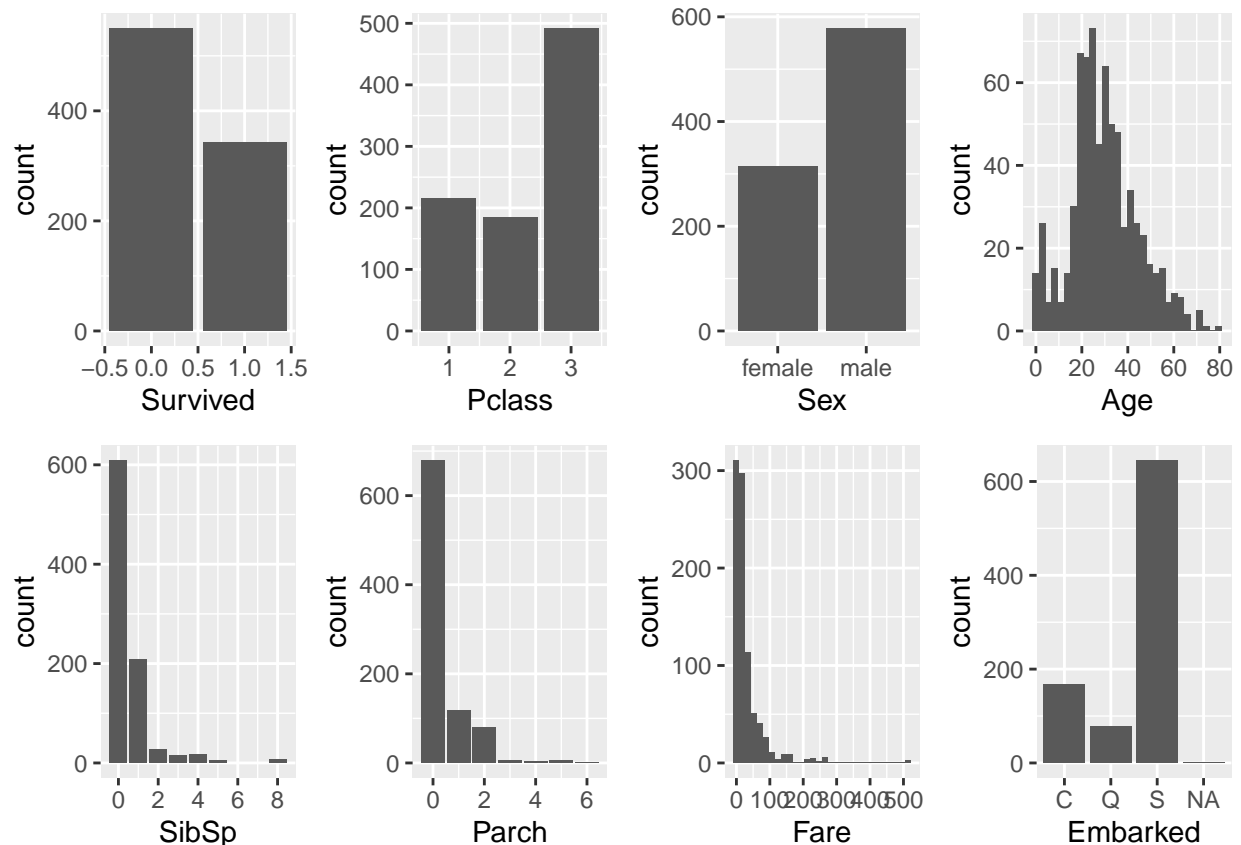 count
400
200
0
−0.5 0.0 0.5 1.0 1.5
Survived
count
500
400
300
200
100
0
1 2 3
Pclass
count
600
400
200
0
female male
Sex
count
60
40
20
0
0 20 40 60 80
Age
count
600
400
200
0
0 2 4 6 8
SibSp
count
600
400
200
0
0 2 4 6
Parch
count
300
200
100
0
0 100 200 300 400 500
Fare
count
600
400
200
0
C Q S NA
Embarked